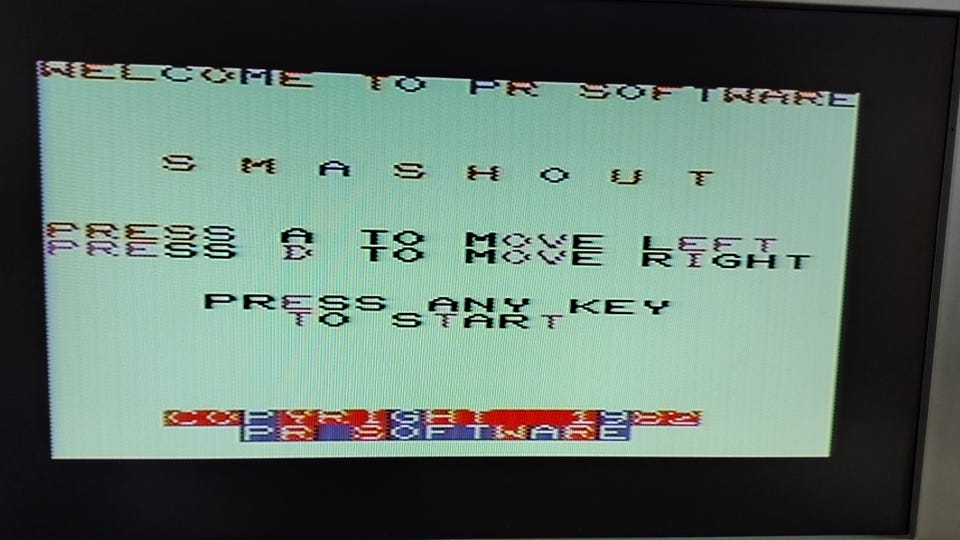 WELCOME TO PR SOFTWARE
S M A S H O U T
PRESS A TO MOVE LEFT
PRESS D TO MOVE RIGHT
PRESS ANY KEY
TO START
COPYRIGHT 1982
PR SOFTWARE